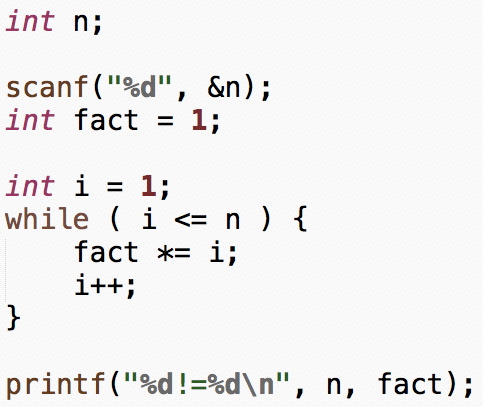 int n;
scanf("%d", &n);
int fact = 1;
int i = 1;
while ( i <= n ) {
    fact *= i;
    i++;
}
printf("%d!=%d\n", n, fact);